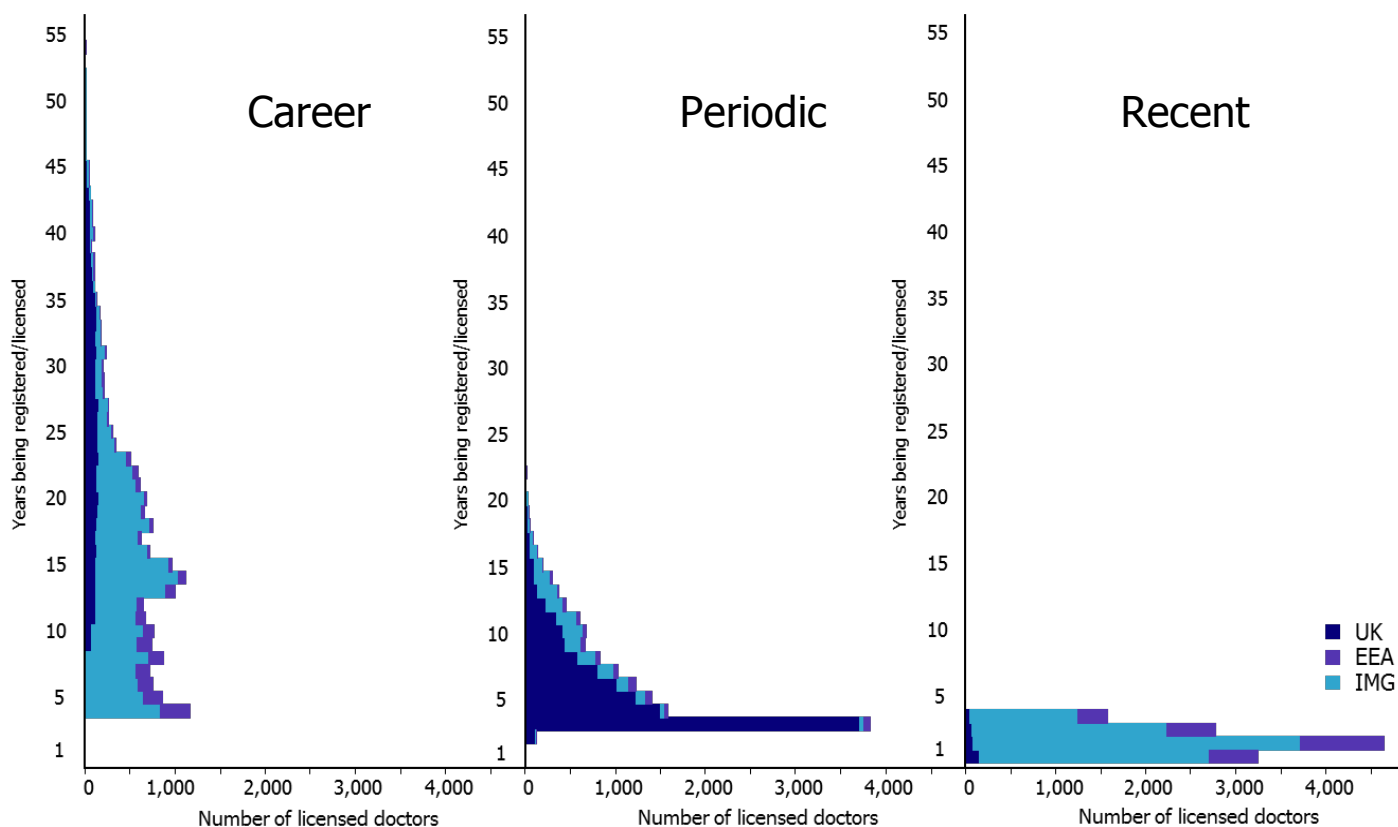 Career
55
50
45
40
35
30
25
20
15
10
5
1
Years being registered/licensed
0 1,000 2,000 3,000 4,000
Number of licensed doctors
Periodic
55
50
45
40
35
30
25
20
15
10
5
1
Years being registered/licensed
0 1,000 2,000 3,000 4,000
Number of licensed doctors
Recent
55
50
45
40
35
30
25
20
15
10
5
1
Years being registered/licensed
0 1,000 2,000 3,000 4,000
Number of licensed doctors
UK
EEA
IMG